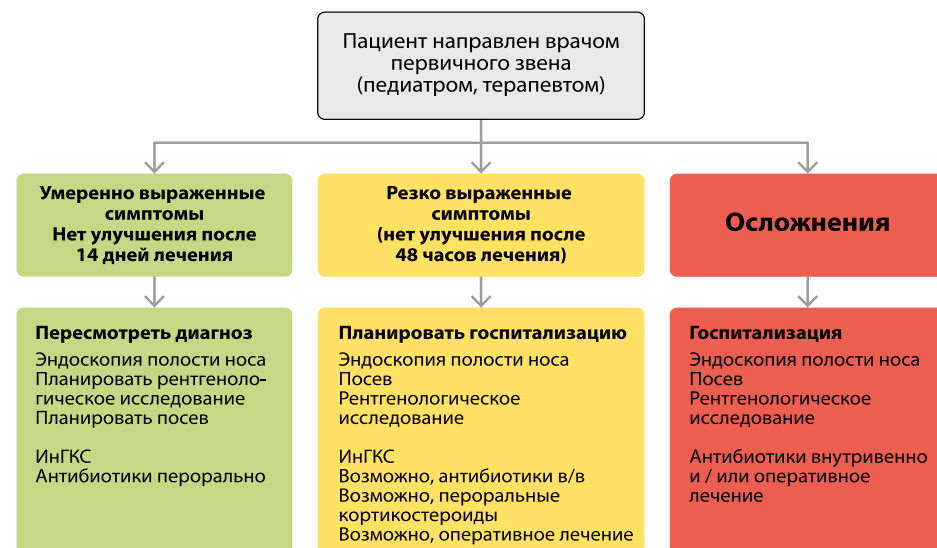 Пациент направлен врачом
первичного звена
(педиатром, терапевтом)
Умеренно выраженные
симптомы
Нет улучшения после
14 дней лечения
Резко выраженные
симптомы
(нет улучшения после
48 часов лечения)
Осложнения
Пересмотреть диагноз
Эндоскопия полости носа
Планировать рентгеноло-
гическое исследование
Планировать посев
ИнГКС
Антибиотики перорально
Планировать госпитализацию
Эндоскопия полости носа
Посев
Рентгенологическое
исследование
ИнГКС
Возможно, антибиотики в/в
Возможно, пероральные
кортикостероиды
Возможно, оперативное лечение
Госпитализация
Эндоскопия полости носа
Посев
Рентгенологическое
исследование
Антибиотики внутривенно
и / или оперативное
лечение